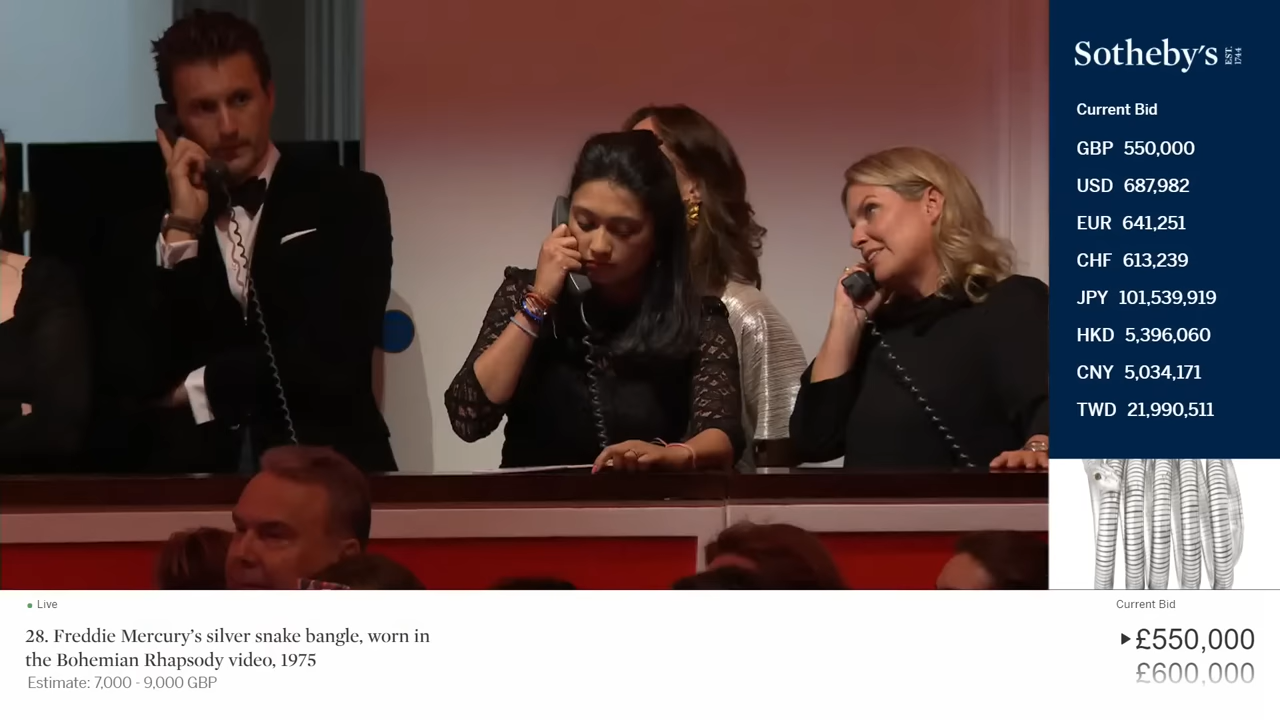 Sotheby's EST. 1744
Current Bid
GBP 550,000
USD 687,982
EUR 641,251
CHF 613,239
JPY 101,539,919
HKD 5,396,060
CNY 5,034,171
TWD 21,990,511
Live
28. Freddie Mercury's silver snake bangle, worn in
the Bohemian Rhapsody video, 1975
Estimate: 7,000 - 9,000 GBP
Current Bid
£550,000
£600,000